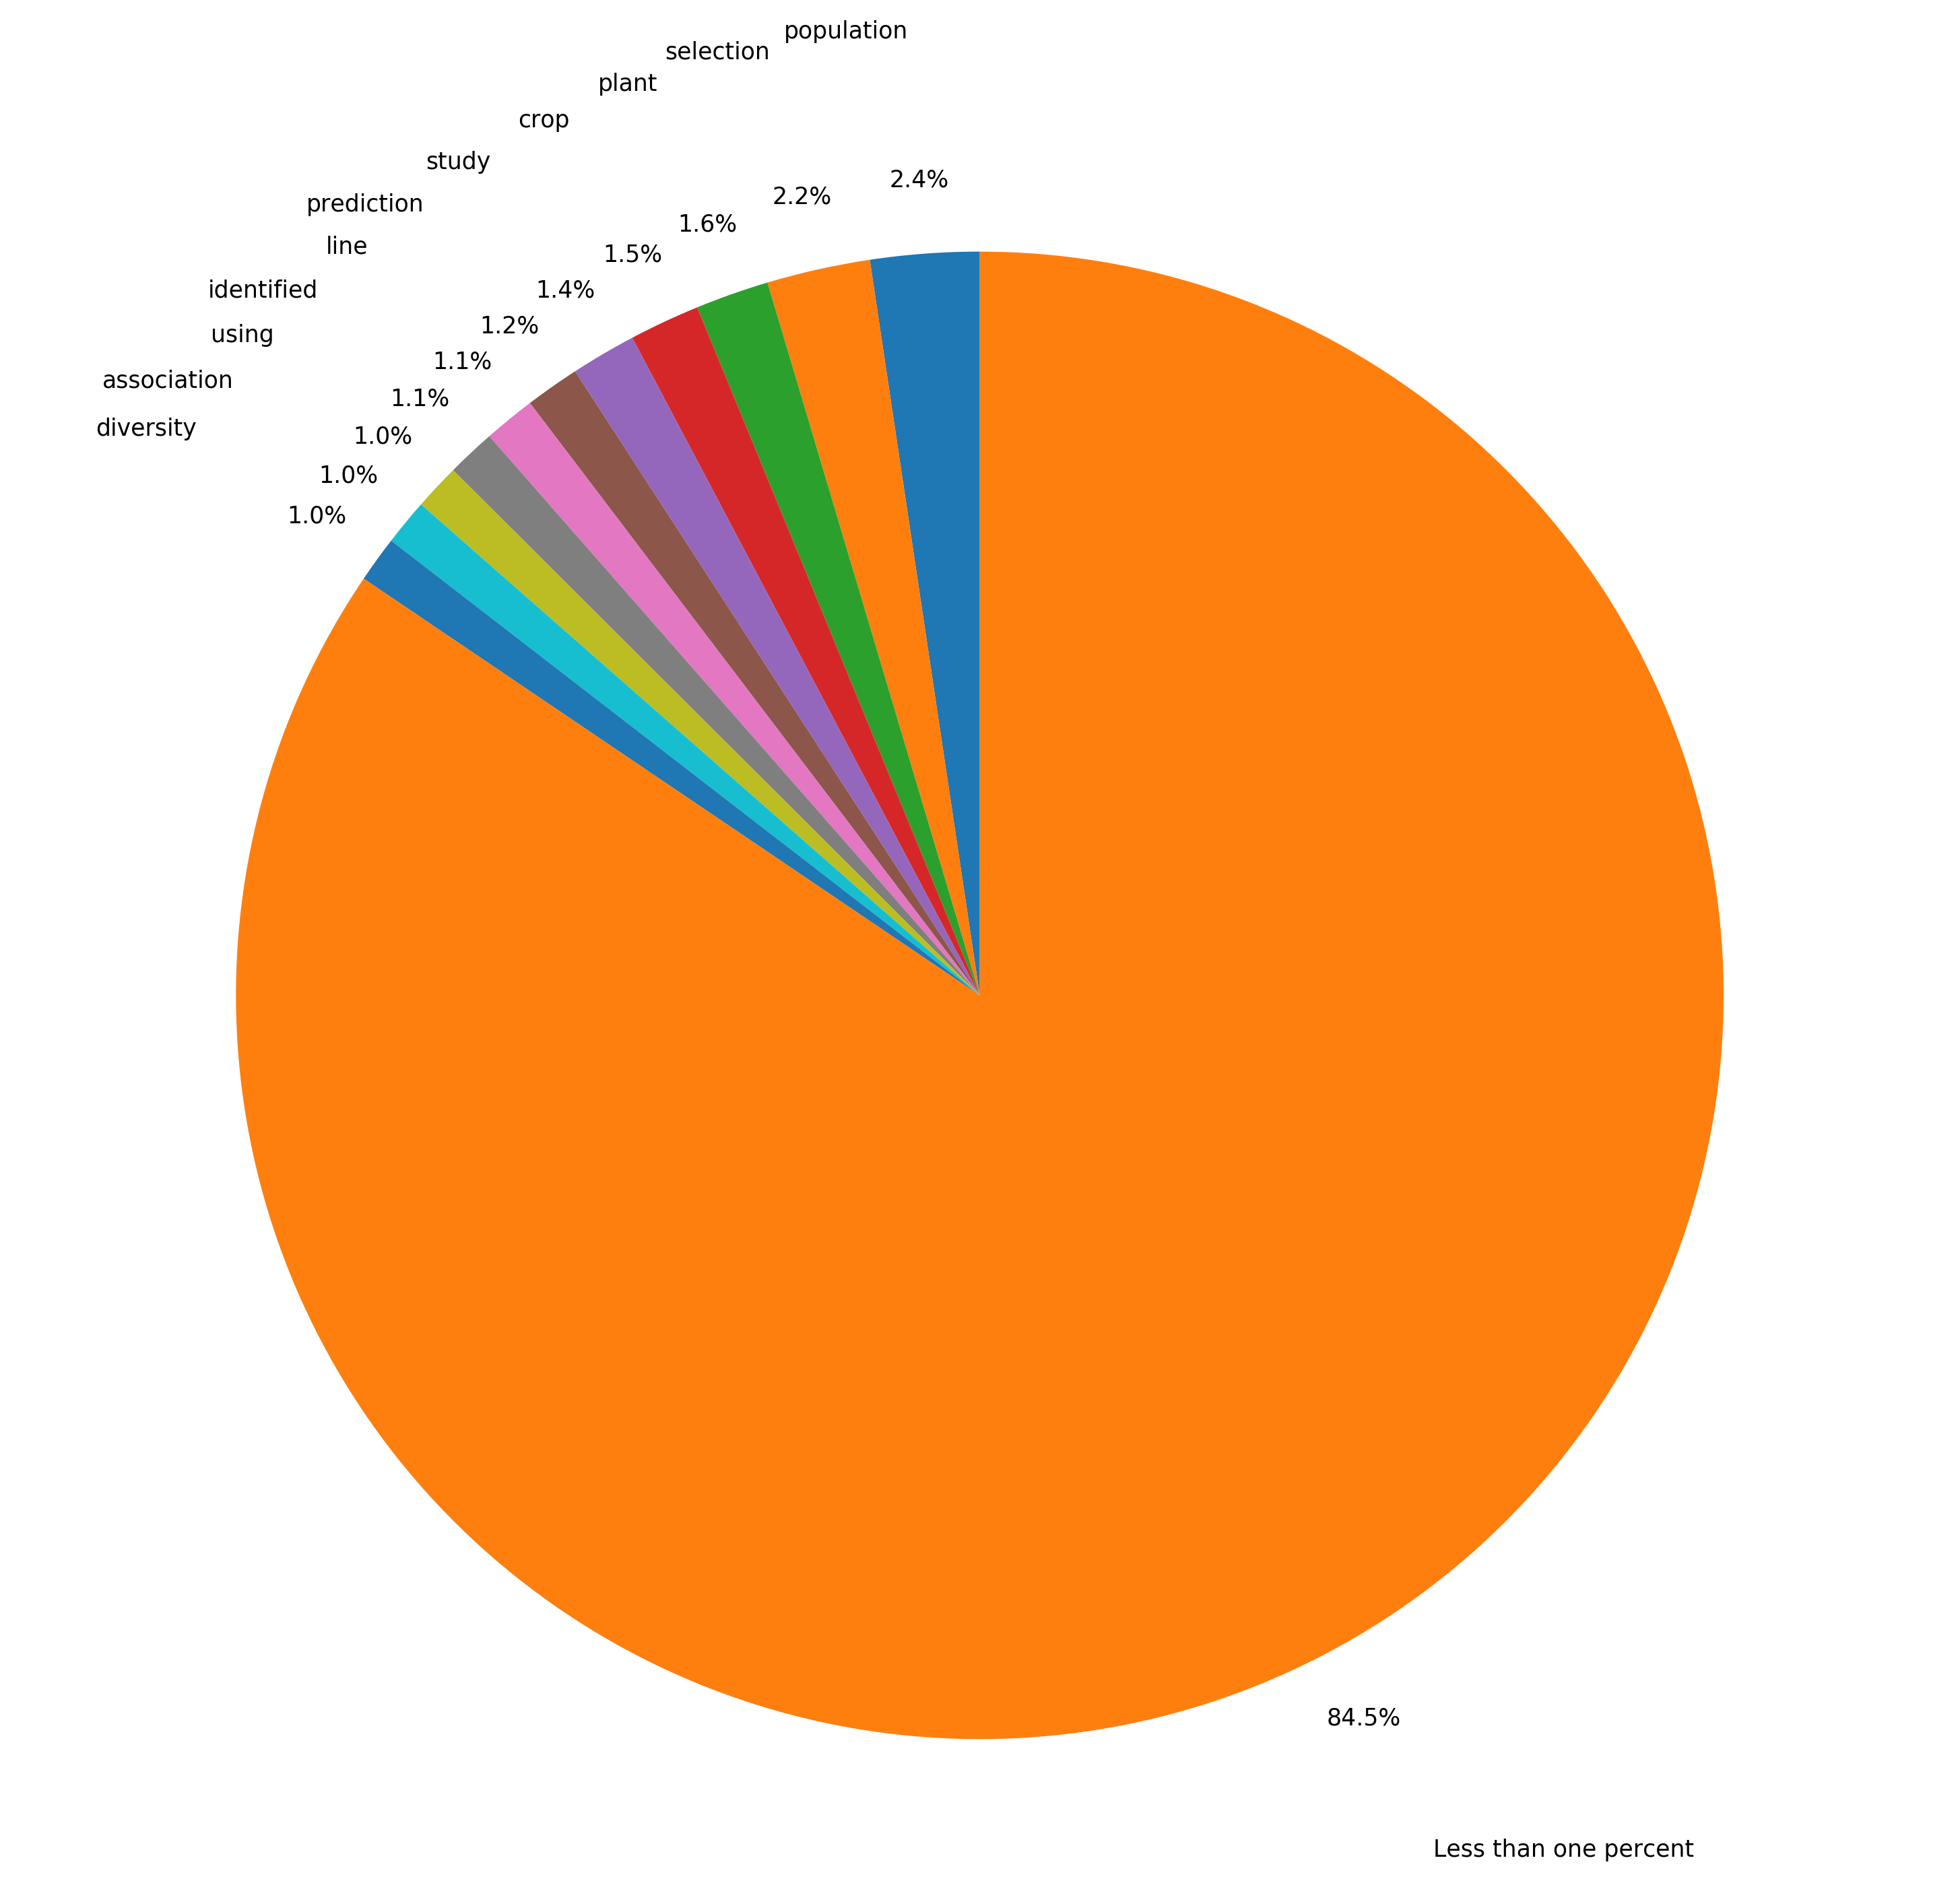 population
selection
plant
crop
study
prediction
line
identified
using
association
diversity
2.4%
2.2%
1.6%
1.5%
1.4%
1.2%
1.1%
1.1%
1.0%
1.0%
1.0%
84.5%
Less than one percent